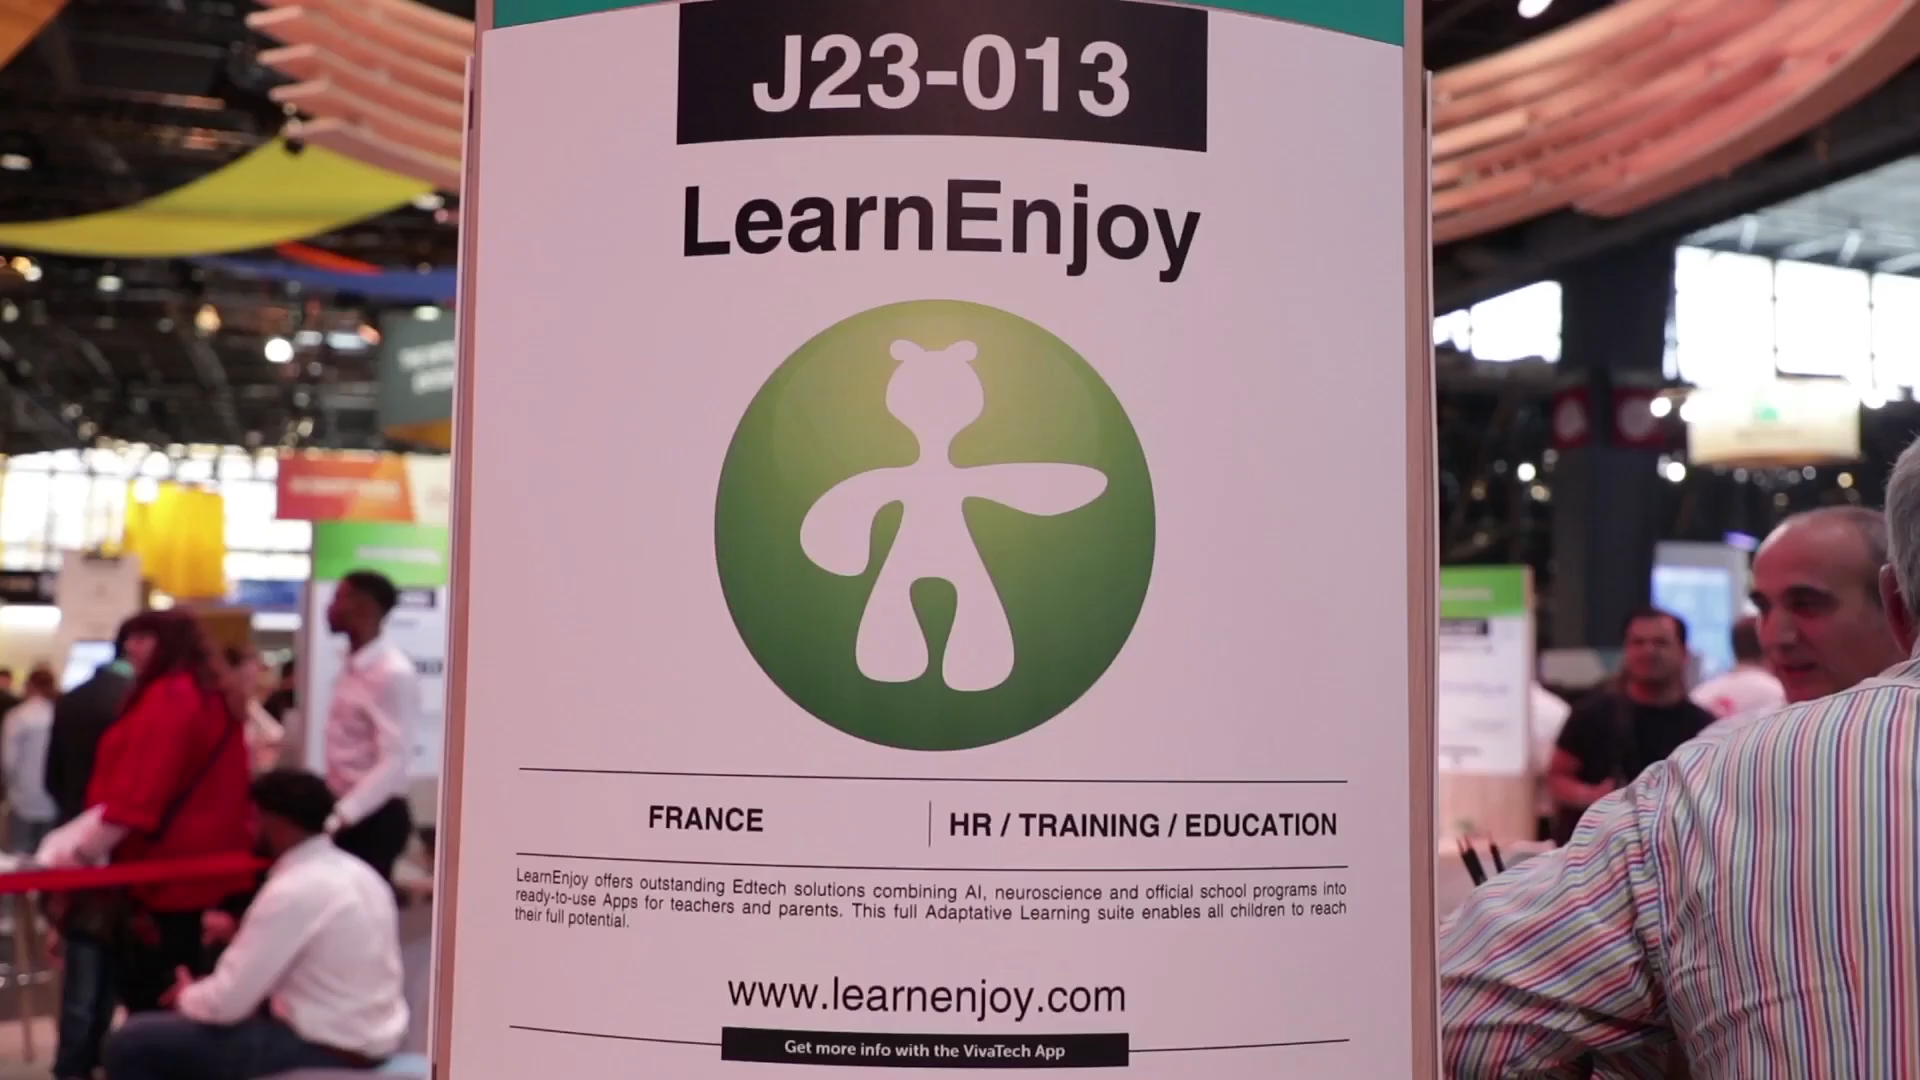 J23-013
LearnEnjoy
FRANCE
HR / TRAINING / EDUCATION
LearnEnjoy offers outstanding Edtech solutions combining AI, neuroscience and official school programs into
ready-to-use Apps for teachers and parents. This full Adaptative Learning suite enables all children to reach
their full potential.
www.learnenjoy.com
Get more info with the VivaTech App